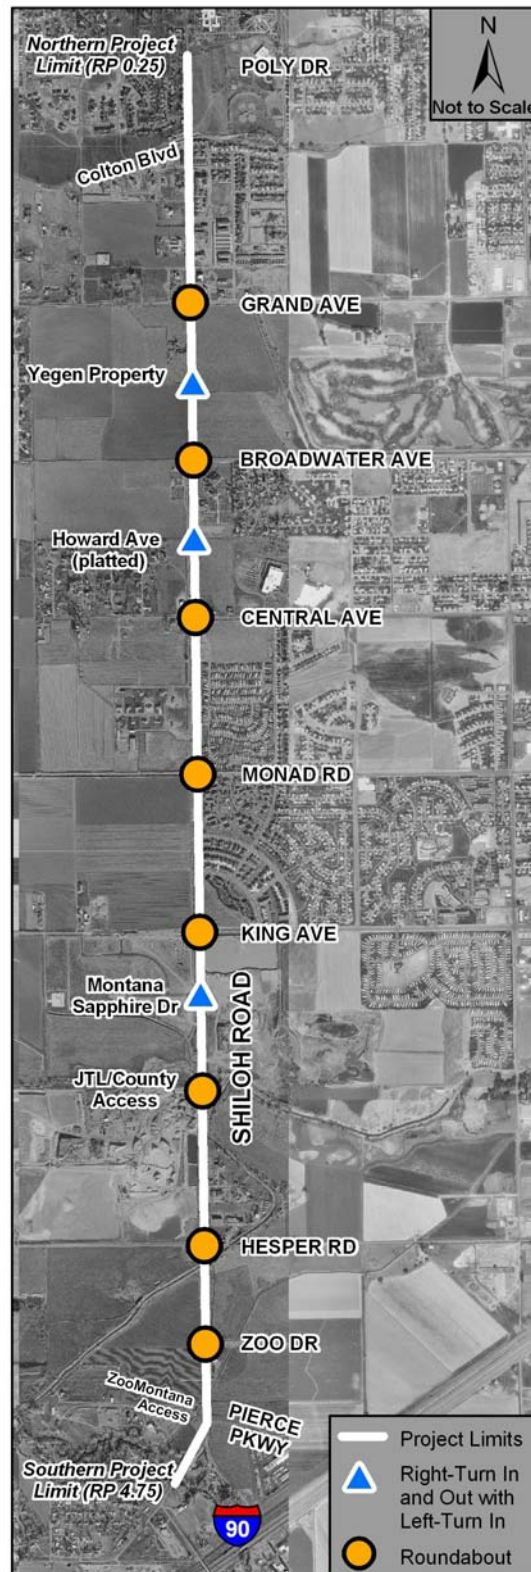 Northern Project
Limit (RP 0.25)
POLY DR
N
Not to Scale
Colton Blvd
GRAND AVE
Yegen Property
BROADWATER AVE
Howard Ave
(platted)
CENTRAL AVE
MONAD RD
KING AVE
Montana
Sapphire Dr
SHILOH ROAD
JTL/County
Access
HESPER RD
ZOO DR
ZooMontana
Access
PIERCE
PKWY
Southern Project
Limit (RP 4.75)
90
Project Limits
Right-Turn In
and Out with
Left-Turn In
Roundabout